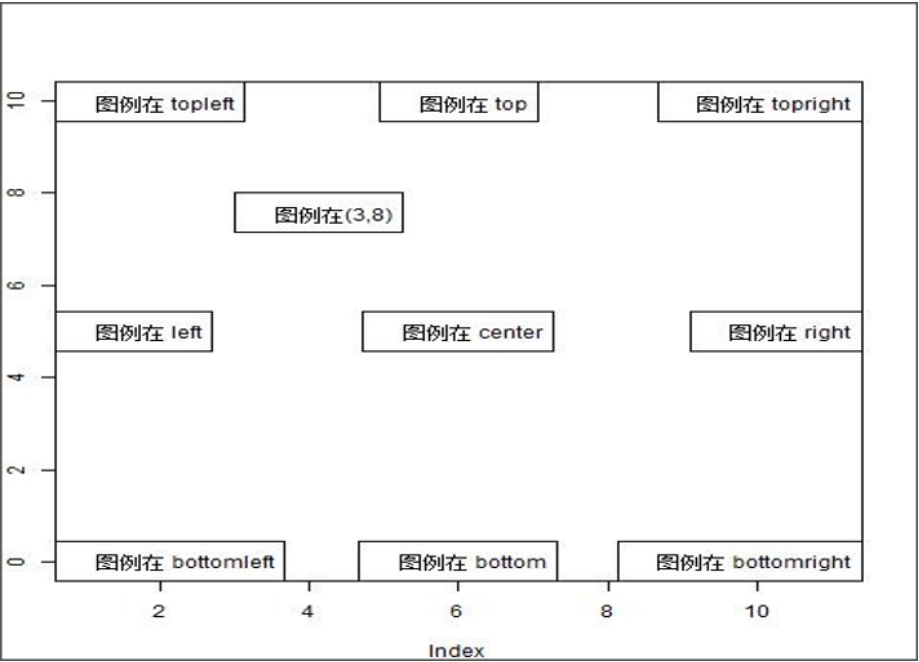 10
图例在 topleft
图例在 top
图例在 topright
8
图例在(3,8)
6
图例在 left
图例在 center
图例在 right
4
2
0
图例在 bottomleft
图例在 bottom
图例在 bottomright
2 4 6 8 10
Index